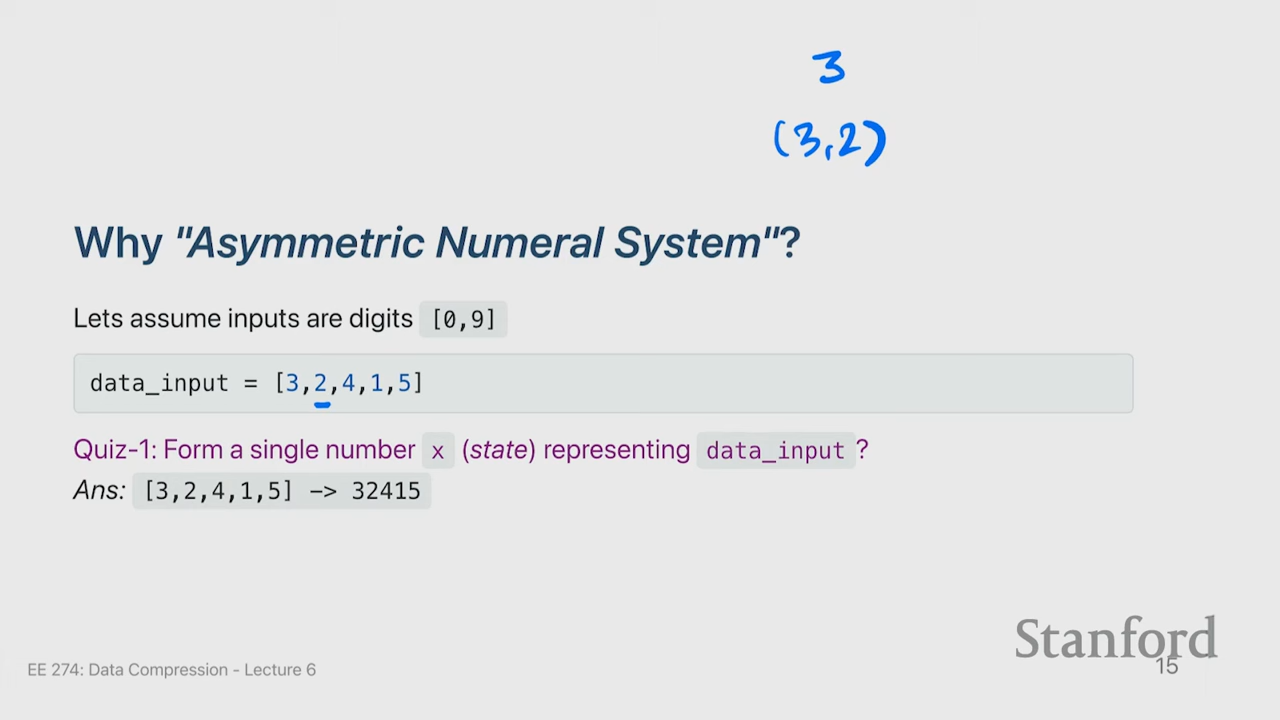 3
(3,2)
Why "Asymmetric Numeral System"?
Lets assume inputs are digits [0,9]
data_input = [3,2,4,1,5]
Quiz-1: Form a single number x (state) representing data_input ?
Ans: [3,2,4,1,5] -> 32415
Stanford
EE 274: Data Compression - Lecture 6
15